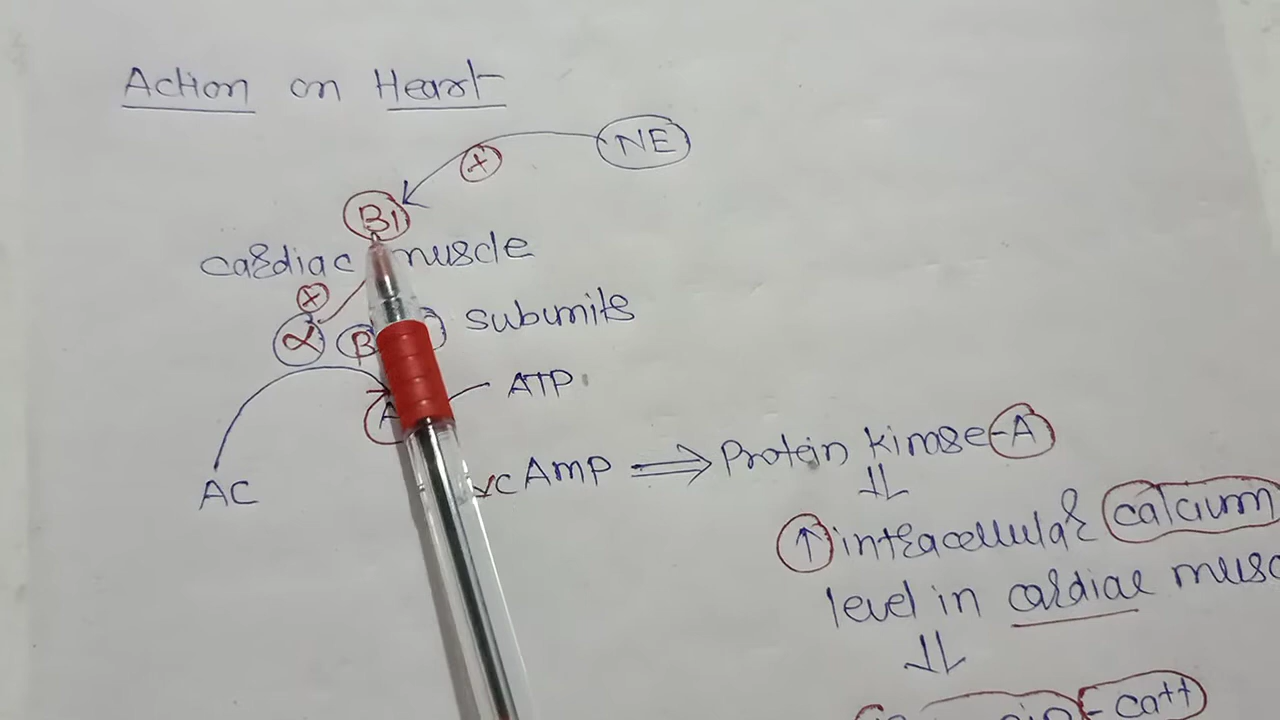 Action on Heart
NE
+
B1
cardiac muscle
+
α B subunits
ATP
A
AC
cAmp ⇒ Protein kinase-A
⇓
↑ intracellular calcium
level in cardiac
⇓
- ca++